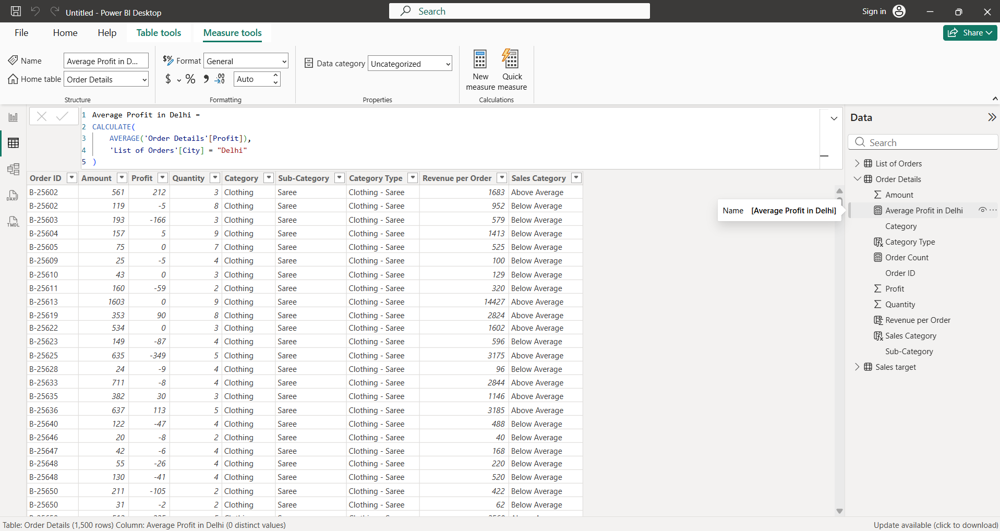 Untitled - Power BI Desktop
Search
Sign in
File Home Help Table tools Measure tools
Share
Name Average Profit in D...
Home table Order Details
Structure
Format General
$ % , .00 →0 Auto
Formatting
Data category Uncategorized
Properties
New measure
Quick measure
Calculations
1 Average Profit in Delhi =
2 CALCULATE(
3 AVERAGE('Order Details'[Profit]),
4 'List of Orders'[City] = "Delhi"
5 )
DAX
TMDL
Order ID Amount Profit Quantity Category Sub-Category Category Type Revenue per Order Sales Category
B-25602 561 212 3 Clothing Saree Clothing - Saree 1683 Above Average
B-25602 119 -5 8 Clothing Saree Clothing - Saree 952 Below Average
B-25603 193 -166 3 Clothing Saree Clothing - Saree 579 Below Average
B-25604 157 5 9 Clothing Saree Clothing - Saree 1413 Below Average
B-25605 75 0 7 Clothing Saree Clothing - Saree 525 Below Average
B-25609 25 -5 4 Clothing Saree Clothing - Saree 100 Below Average
B-25610 43 0 3 Clothing Saree Clothing - Saree 129 Below Average
B-25611 160 -59 2 Clothing Saree Clothing - Saree 320 Below Average
B-25613 1603 0 9 Clothing Saree Clothing - Saree 14427 Above Average
B-25619 353 90 8 Clothing Saree Clothing - Saree 2824 Above Average
B-25622 534 0 3 Clothing Saree Clothing - Saree 1602 Above Average
B-25623 149 -87 4 Clothing Saree Clothing - Saree 596 Below Average
B-25625 635 -349 5 Clothing Saree Clothing - Saree 3175 Above Average
B-25628 24 -9 4 Clothing Saree Clothing - Saree 96 Below Average
B-25633 711 -8 4 Clothing Saree Clothing - Saree 2844 Above Average
B-25635 382 30 3 Clothing Saree Clothing - Saree 1146 Above Average
B-25636 637 113 5 Clothing Saree Clothing - Saree 3185 Above Average
B-25640 122 -47 4 Clothing Saree Clothing - Saree 488 Below Average
B-25646 20 -8 2 Clothing Saree Clothing - Saree 40 Below Average
B-25647 42 -6 4 Clothing Saree Clothing - Saree 168 Below Average
B-25648 55 -26 4 Clothing Saree Clothing - Saree 220 Below Average
B-25648 130 -41 4 Clothing Saree Clothing - Saree 520 Below Average
B-25650 211 -105 2 Clothing Saree Clothing - Saree 422 Below Average
B-25650 31 -2 2 Clothing Saree Clothing - Saree 62 Below Average
Name [Average Profit in Delhi]
Data
Search
List of Orders
Order Details
Amount
Average Profit in Delhi
Category
Category Type
Order Count
Order ID
Profit
Quantity
Revenue per Order
Sales Category
Sub-Category
Sales target
Table: Order Details (1,500 rows) Column: Average Profit in Delhi (0 distinct values)
Update available (click to download)